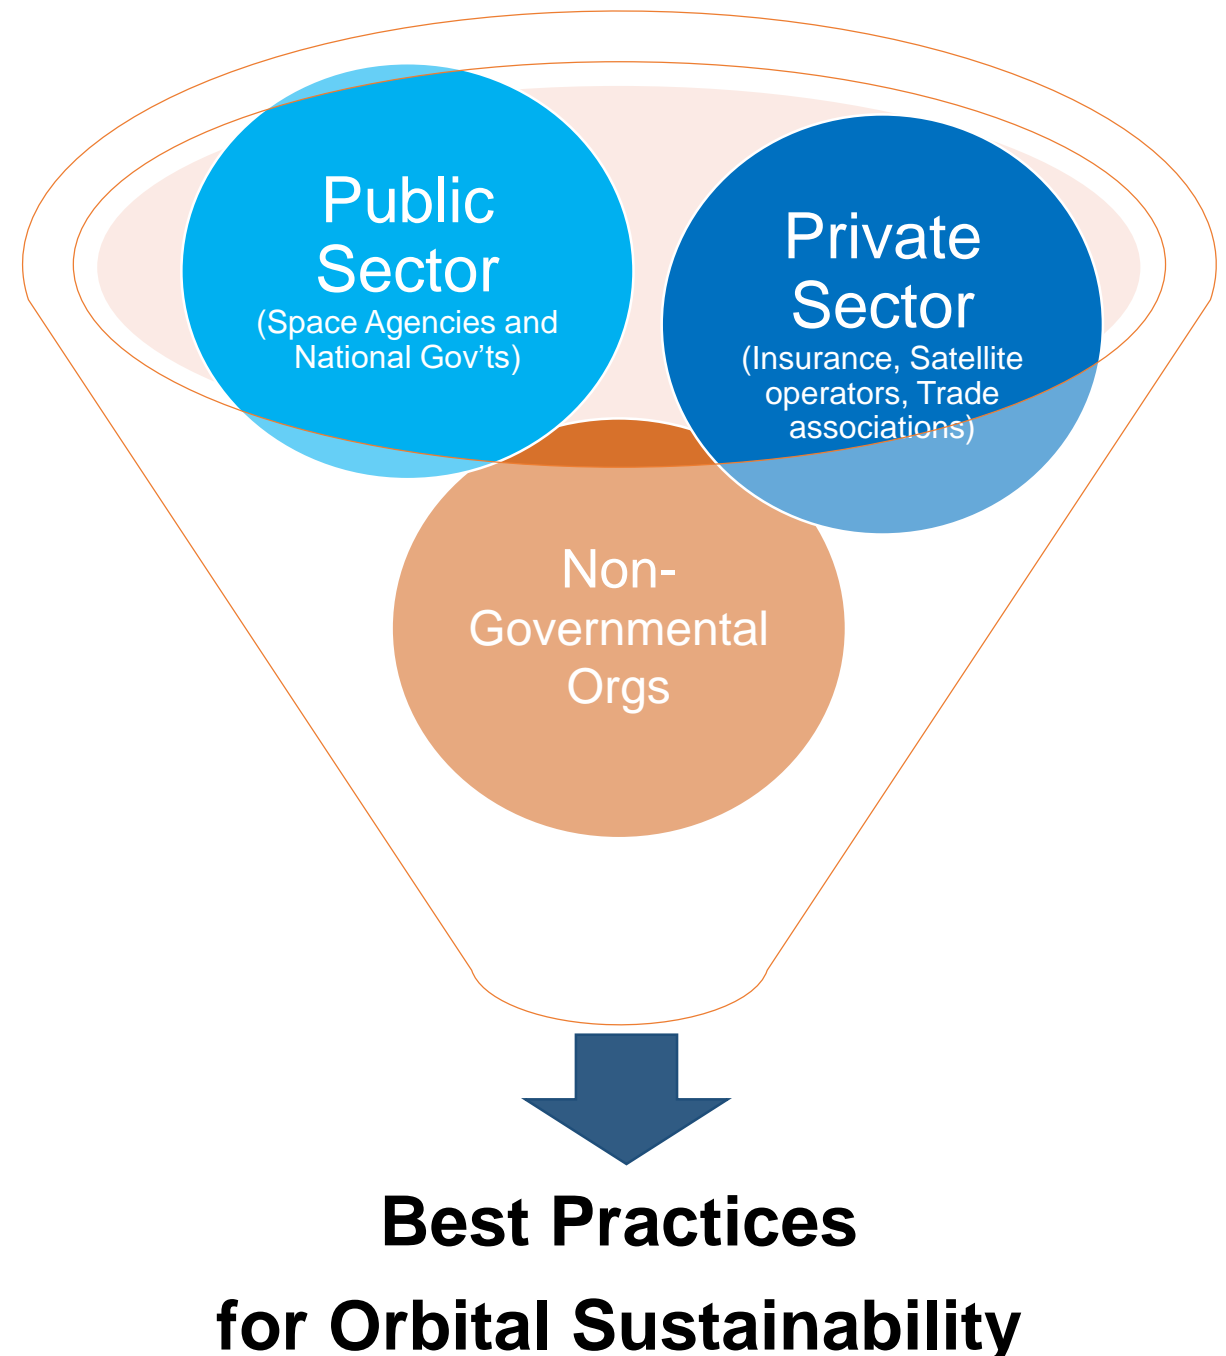 Public
Sector
(Space Agencies and
National Gov’ts)
Private
Sector
(Insurance, Satellite
operators, Trade
associations)
Non-
Governmental
Orgs
Best Practices
for Orbital Sustainability